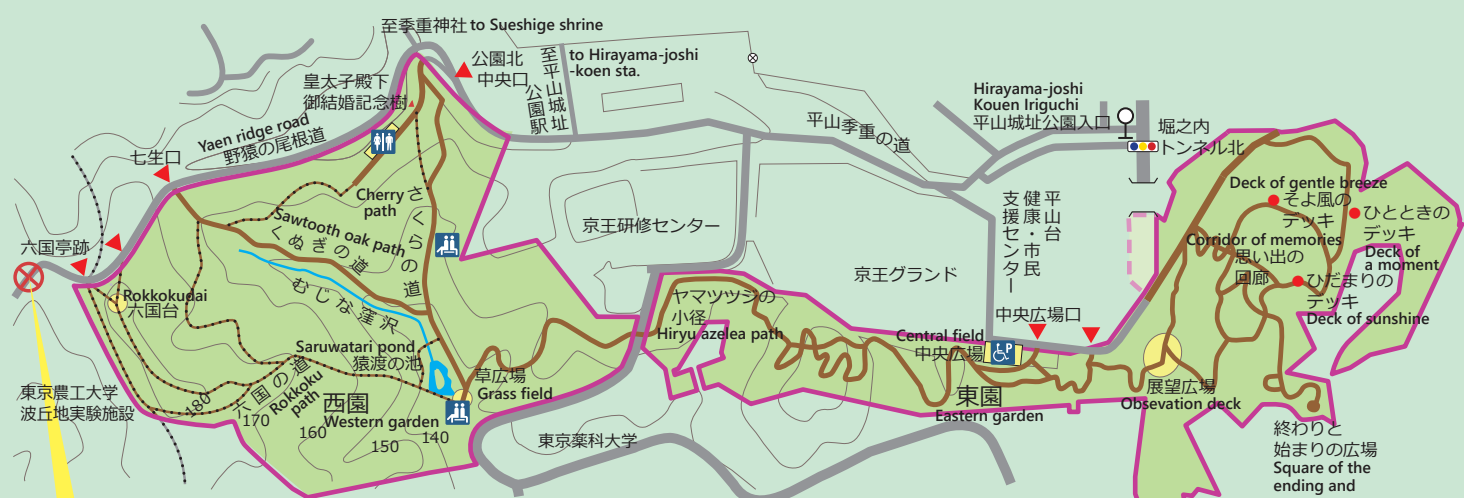 至季重神社 to Sueshige shrine
公園北
中央口
至平山城址
公園駅
to Hirayama-joshi
-koen sta.
皇太子殿下
御結婚記念樹
Yaen ridge road
野猿の尾根道
七生口
六国亭跡
Rokkokudai
六国台
Cherry
path
さくらの道
Sawtooth oak path
くぬぎの道
むじな窪沢
Saruwatari pond
猿渡の池
六国の道
Rokkoku
path
西園
Western garden
180
170
160
150
140
東京農工大学
波丘地実験施設
草広場
Grass field
東京薬科大学
京王研修センター
平山季重の道
京王グランド
ヤマツツジの
小径
Hiryu azelea path
Hirayama-joshi
Kouen Iriguchi
平山城址公園入口
堀之内
トンネル北
平山台
健康・市民
支援センター
中央広場口
Central field
中央広場
P
東園
Eastern garden
展望広場
Obsevation deck
Deck of gentle breeze
そよ風の
デッキ
ひとときの
デッキ
Deck of
a moment
Corridor of memories
思い出の
回廊
ひだまりの
デッキ
Deck of sunshine
終わりと
始まりの広場
Square of the
ending and